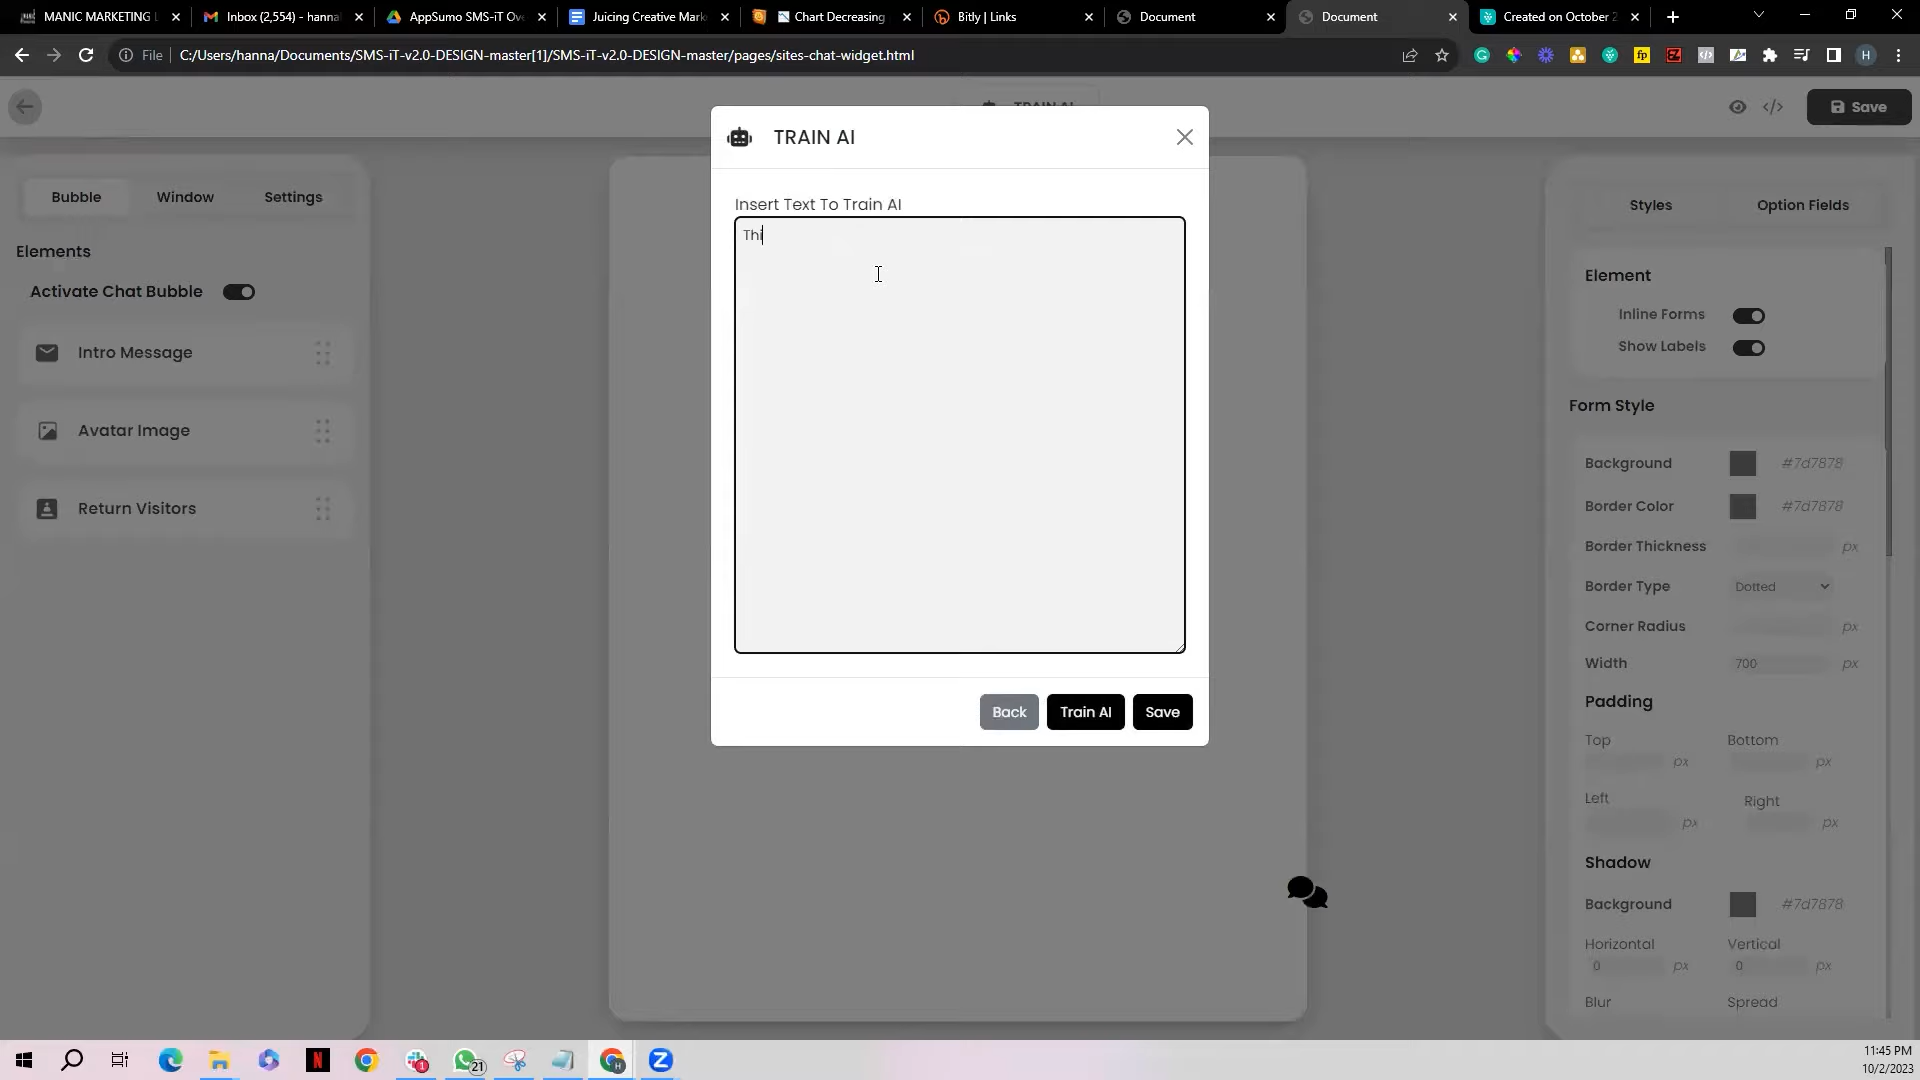 MANIC MARKETING
Inbox (2,554) - hannal
AppSumo SMS-iT Ove
Juicing Creative Mark
Chart Decreasing
Bitly | Links
Document
Document
Created on October 2
File
C:/Users/hanna/Documents/SMS-iT-v2.0-DESIGN-master[1]/SMS-iT-v2.0-DESIGN-master/pages/sites-chat-widget.html
H
TRAIN AI
Save
TRAIN AI
Insert Text To Train AI
Thi
Back
Train AI
Save
Bubble
Window
Settings
Elements
Activate Chat Bubble
Intro Message
Avatar Image
Return Visitors
Styles
Option Fields
Element
Inline Forms
Show Labels
Form Style
Background
#7d7878
Border Color
#7d7878
Border Thickness
px
Border Type
Dotted
Corner Radius
px
Width
700
px
Padding
Top
Bottom
px
px
Left
Right
px
px
Shadow
Background
#7d7878
Horizontal
Vertical
0
px
0
px
Blur
Spread
21
11:45 PM
10/2/2023